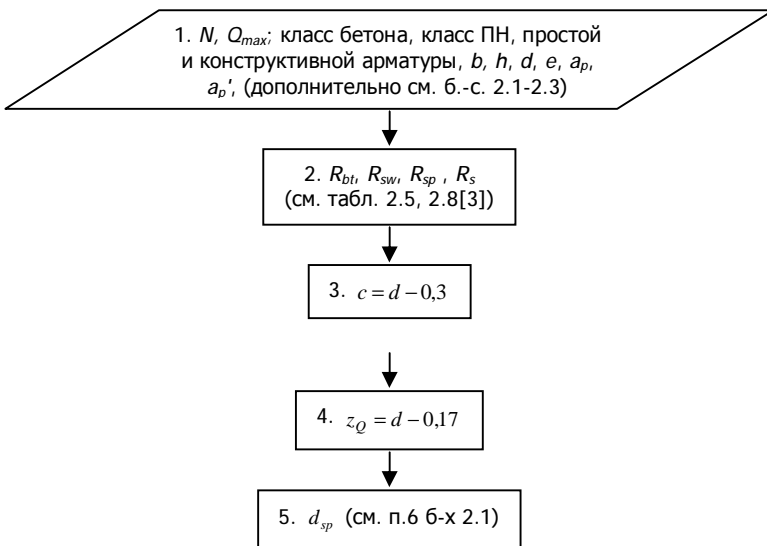 1. N, Qmax; класс бетона, класс ПН, простой
и конструктивной арматуры, b, h, d, e, ap,
ap', (дополнительно см. б.-с. 2.1-2.3)
2. Rbt, Rsw, Rsp , Rs
(см. табл. 2.5, 2.8[3])
3. c = d − 0,3
4. zQ = d − 0,17
5. dsp (см. п.6 б-х 2.1)